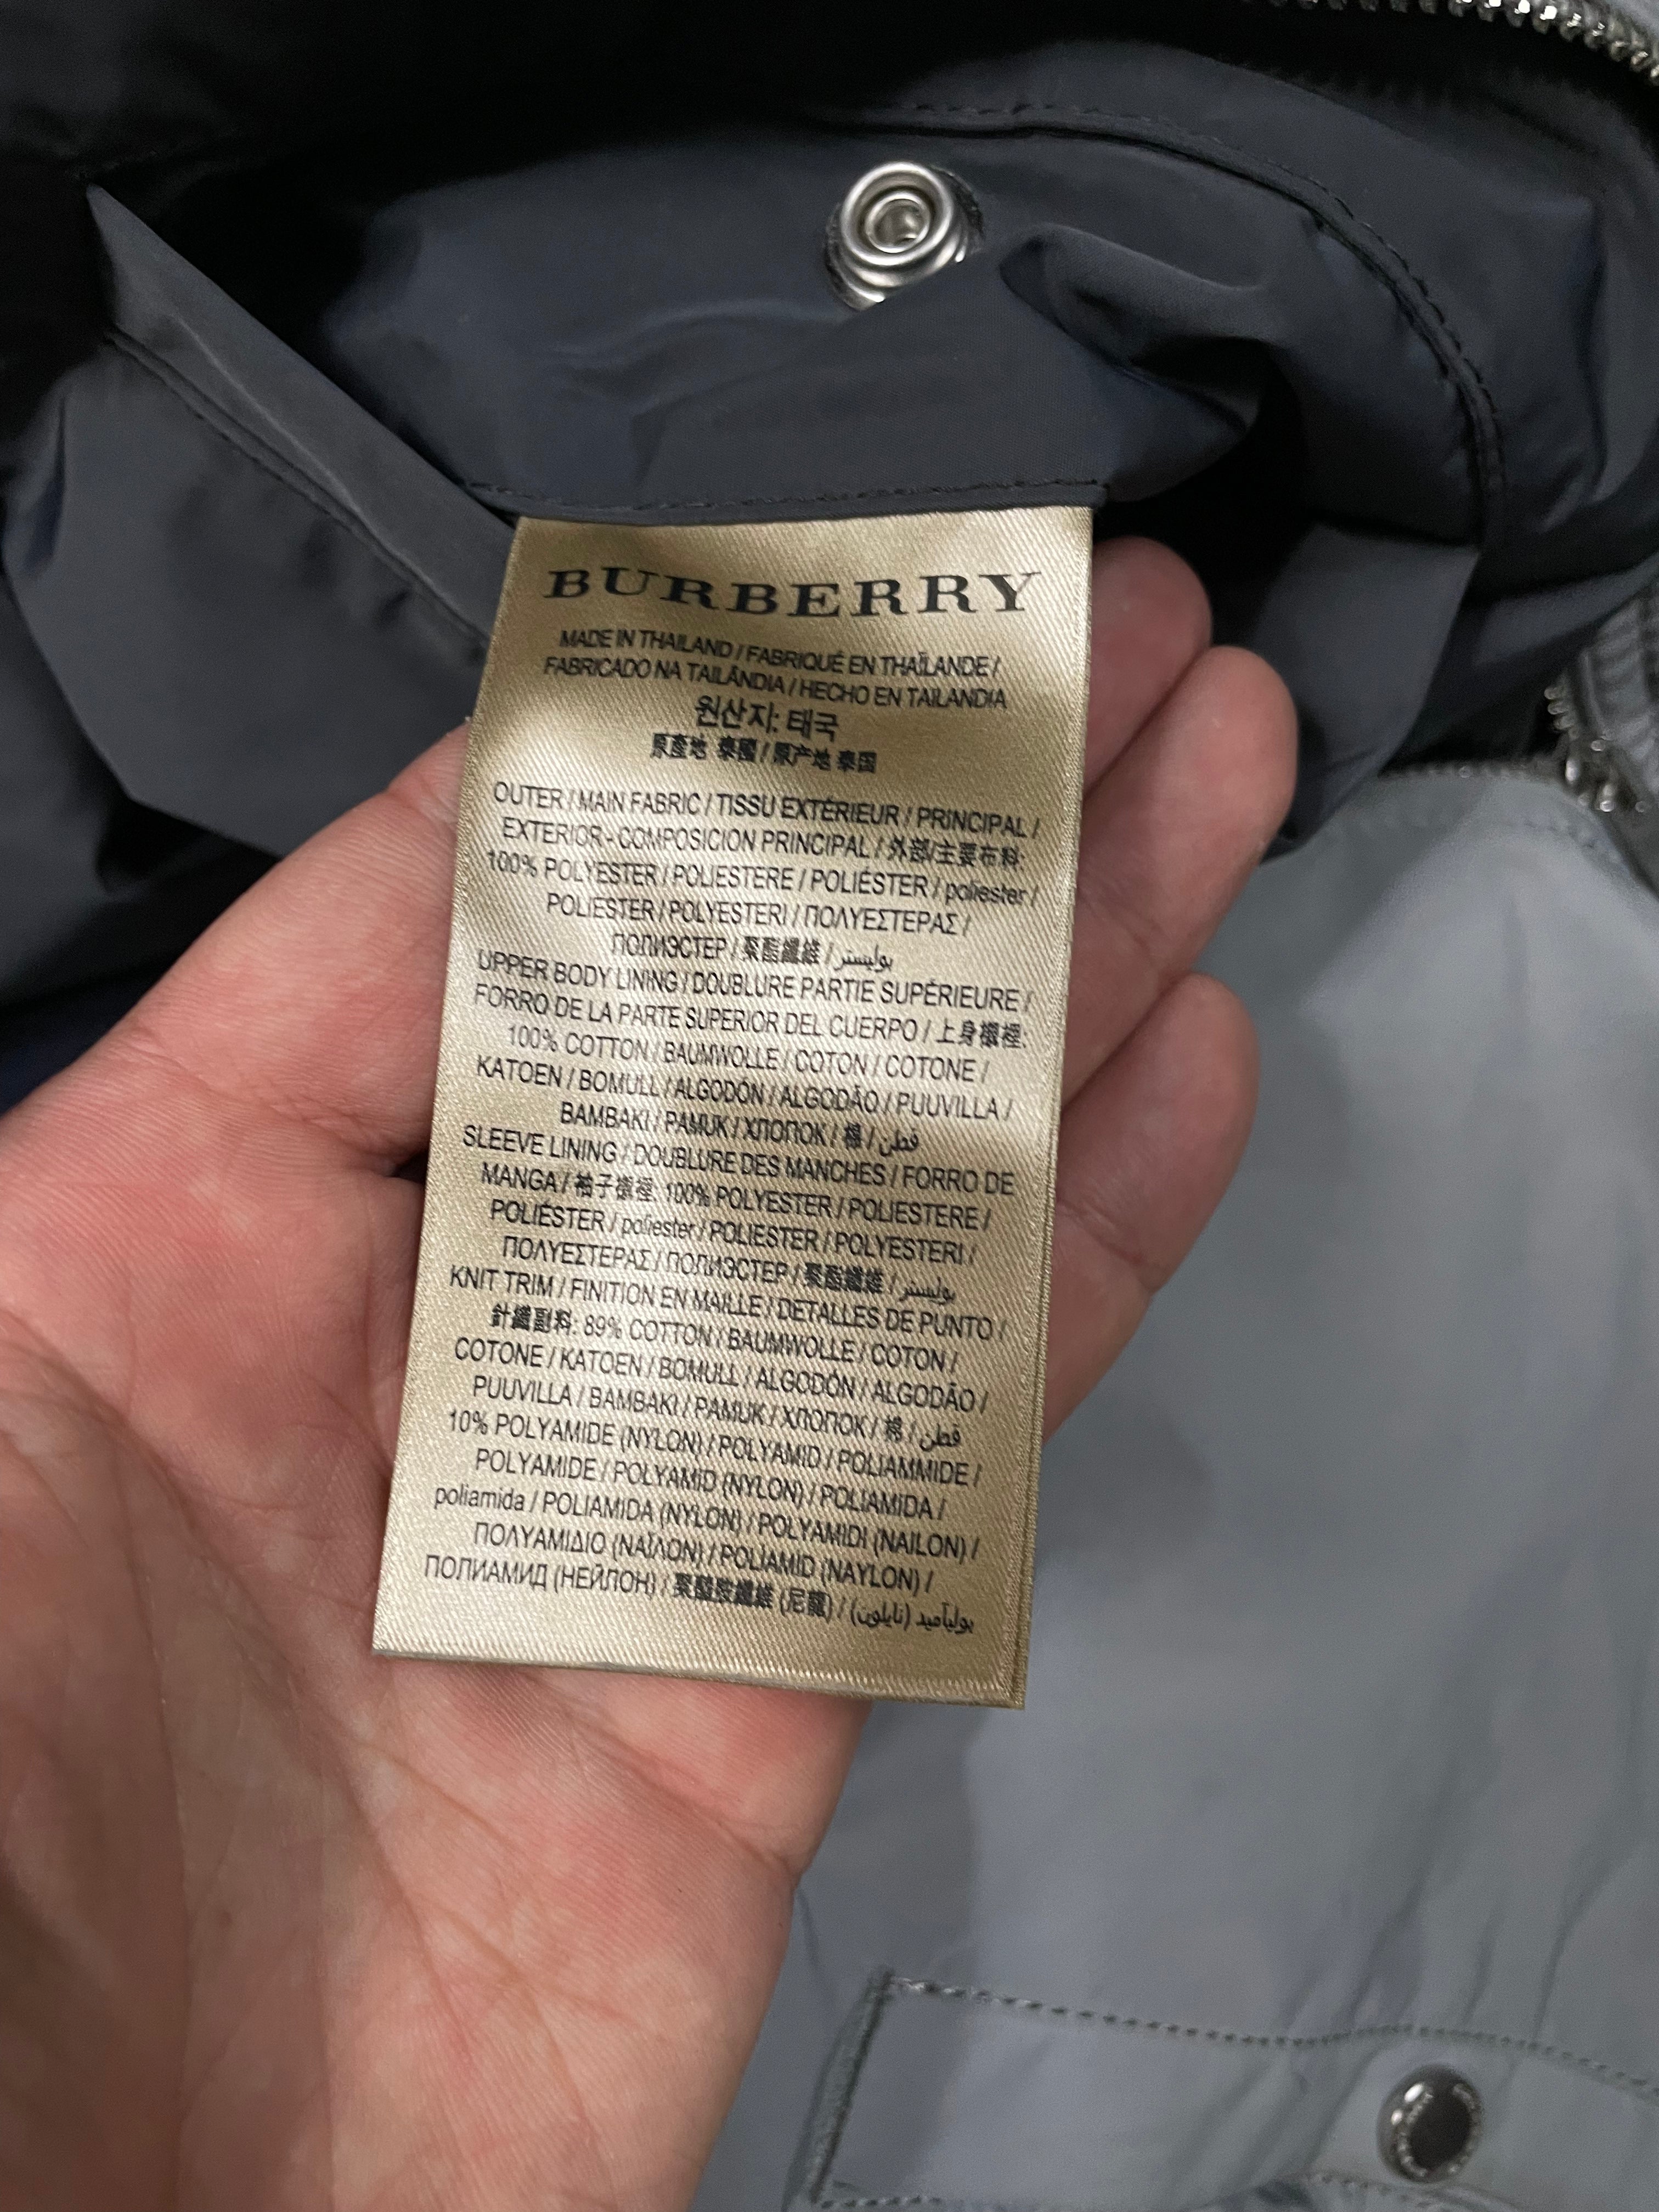 BURBERRY
MADE IN THAILAND / FABRIQUÉ EN THAÏLANDE /
FABRICADO NA TAILÂNDIA / HECHO EN TAILANDIA
원산지: 태국
原產地 泰國 / 原产地 泰国
OUTER / MAIN FABRIC / TISSU EXTÉRIEUR / PRINCIPAL /
EXTERIOR - COMPOSICION PRINCIPAL / 外部/主要布料:
100% POLYESTER / POLIESTERE / POLIÉSTER / poliester /
POLIESTER / POLYESTERI / ΠΟΛΥΕΣΤΕΡΑΣ /
ПОЛИЭСТЕР / 聚酯纖維 / بوليستر
UPPER BODY LINING / DOUBLURE PARTIE SUPÉRIEURE /
FORRO DE LA PARTE SUPERIOR DEL CUERPO / 上身襯裡:
100% COTTON / BAUMWOLLE / COTON / COTONE /
KATOEN / BOMULL / ALGODÓN / ALGODÃO / PUUVILLA /
BAMBAKI / PAMUK / ХЛОПОК / 棉 / قطن
SLEEVE LINING / DOUBLURE DES MANCHES / FORRO DE
MANGA / 袖子襯裡: 100% POLYESTER / POLIESTERE /
POLIÉSTER / poliester / POLIESTER / POLYESTERI /
ΠΟΛΥΕΣΤΕΡΑΣ / ПОЛИЭСТЕР / 聚酯纖維 / بوليستر
KNIT TRIM / FINITION EN MAILLE / DETALLES DE PUNTO /
針織副料: 89% COTTON / BAUMWOLLE / COTON /
COTONE / KATOEN / BOMULL / ALGODÓN / ALGODÃO /
PUUVILLA / BAMBAKI / PAMUK / ХЛОПОК / 棉 / قطن
10% POLYAMIDE (NYLON) / POLYAMID / POLIAMMIDE /
POLYAMIDE / POLYAMID (NYLON) / POLIAMIDA /
poliamida / POLIAMIDA (NYLON) / POLYAMIDI (NAILON) /
ΠΟΛΥΑΜΙΔΙΟ (ΝΑΪΛΟΝ) / POLİAMİD (NAYLON) /
ПОЛИАМИД (НЕЙЛОН) / 聚醯胺纖維 (尼龍) / بوليآميد (نايلون)